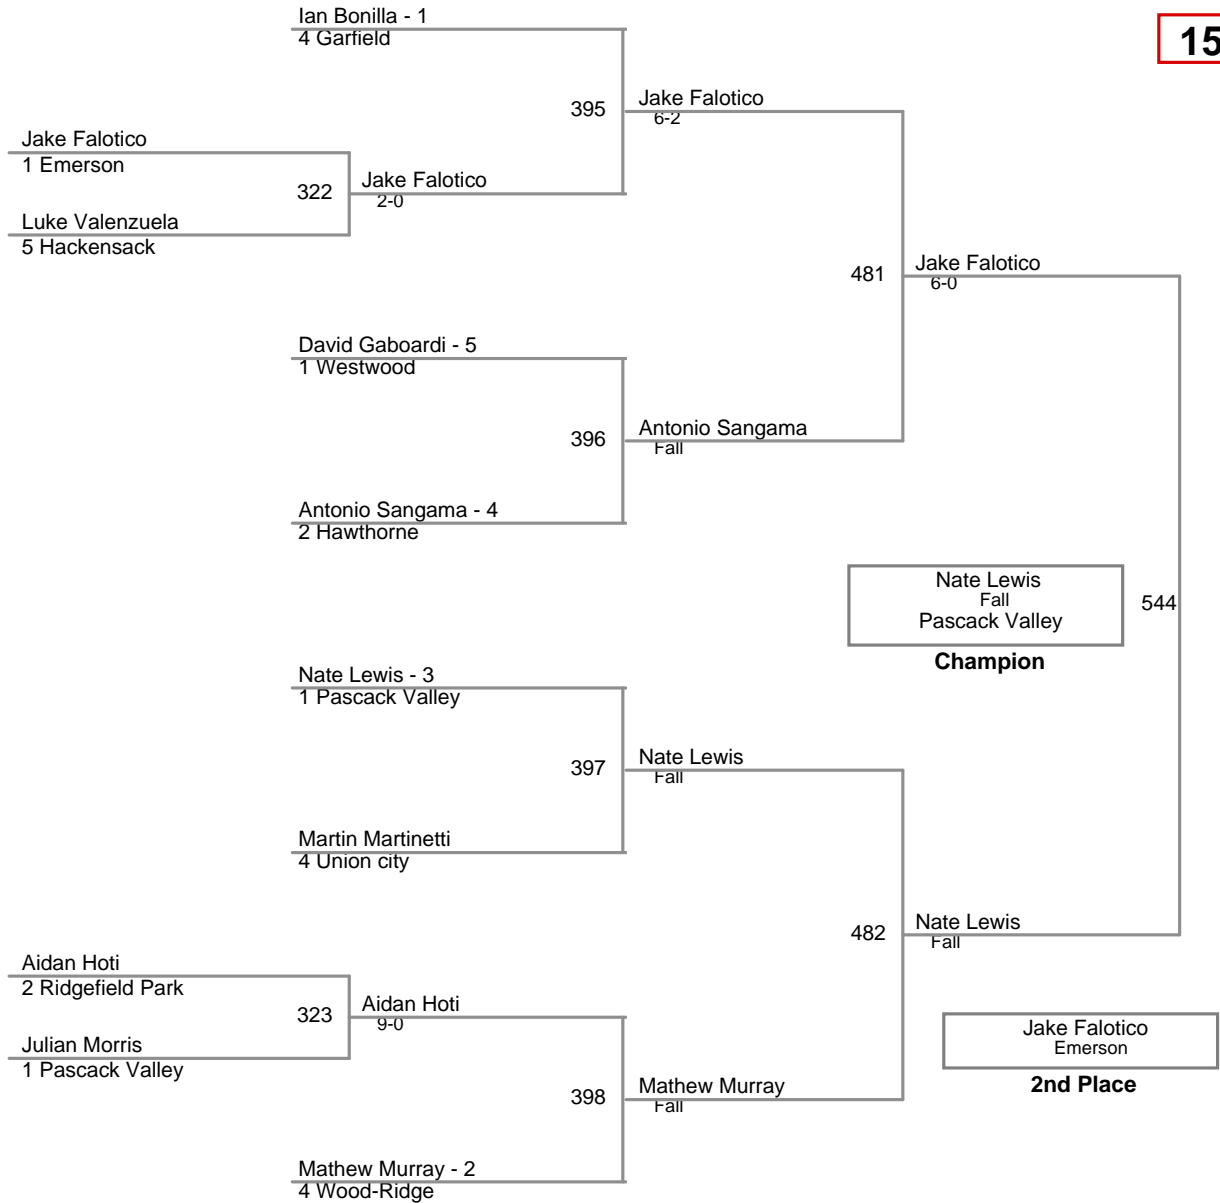 Ian Bonilla - 1
4 Garfield
15
395
Jake Falotico
6-2
Jake Falotico
1 Emerson
322
Jake Falotico
2-0
Luke Valenzuela
5 Hackensack
481
Jake Falotico
6-0
David Gaboardi - 5
1 Westwood
396
Antonio Sangama
Fall
Antonio Sangama - 4
2 Hawthorne
Nate Lewis
Fall
Pascack Valley
544
Champion
Nate Lewis - 3
1 Pascack Valley
397
Nate Lewis
Fall
Martin Martinetti
4 Union city
482
Nate Lewis
Fall
Aidan Hoti
2 Ridgefield Park
323
Aidan Hoti
9-0
Julian Morris
1 Pascack Valley
Jake Falotico
Emerson
2nd Place
398
Mathew Murray
Fall
Mathew Murray - 2
4 Wood-Ridge